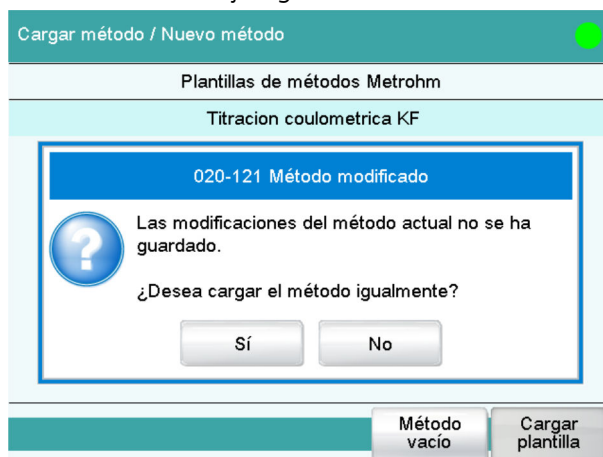 Cargar método / Nuevo método
Plantillas de métodos Metrohm
Titracion coulometrica KF
020-121 Método modificado
Las modificaciones del método actual no se ha
guardado.
¿Desea cargar el método igualmente?
Sí
No
Método
vacío
Cargar
plantilla